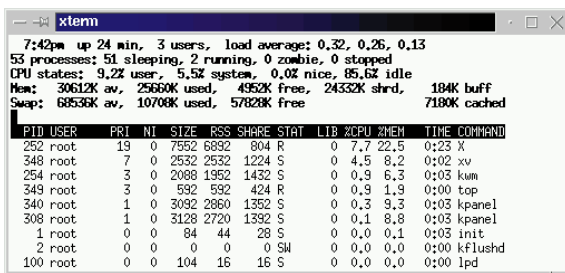 xterm
7:42pm up 24 min, 3 users, load average: 0.32, 0.26, 0.13
53 processes: 51 sleeping, 2 running, 0 zombie, 0 stopped
CPU states: 9.2% user, 5.5% system, 0.0% nice, 85.6% idle
Mem: 30612K av, 25660K used, 4952K free, 24332K shrd, 184K buff
Swap: 68536K av, 10708K used, 57828K free 7180K cached
PID USER PRI NI SIZE RSS SHARE STAT LIB %CPU %MEM TIME COMMAND
252 root 19 0 7552 6892 804 R 0 7.7 22.5 0:23 X
348 root 7 0 2532 2532 1224 S 0 4.5 8.2 0:02 xv
254 root 3 0 2088 1952 1432 S 0 0.9 6.3 0:03 kwm
349 root 3 0 592 592 424 R 0 0.9 1.9 0:00 top
340 root 1 0 3092 2860 1352 S 0 0.3 9.3 0:03 kpanel
308 root 1 0 3128 2720 1392 S 0 0.1 8.8 0:03 kpanel
1 root 0 0 84 44 28 S 0 0.0 0.1 0:03 init
2 root 0 0 0 0 0 SW 0 0.0 0.0 0:00 kflushd
100 root 0 0 104 16 16 S 0 0.0 0.0 0:00 lpd